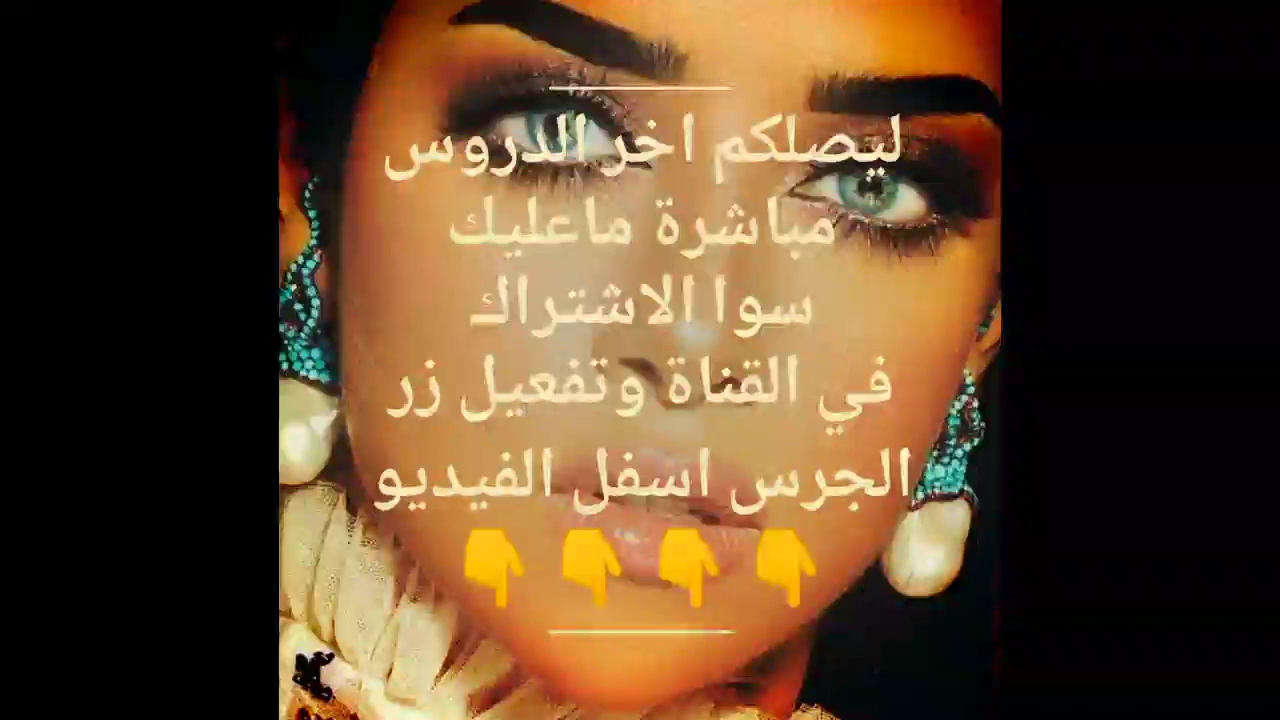 ليصلكم اخر الدروس
مباشرة ماعليك
سوا الاشتراك
في القناة وتفعيل زر
الجرس اسفل الفيديو
👇 👇 👇 👇